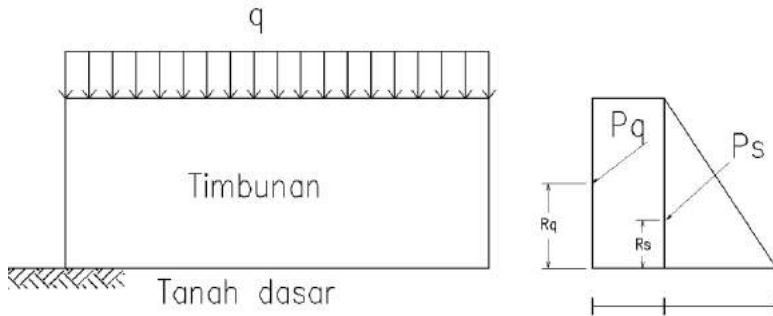 q
Timbunan
Pq
Ps
Rq
Rs
Tanah dasar